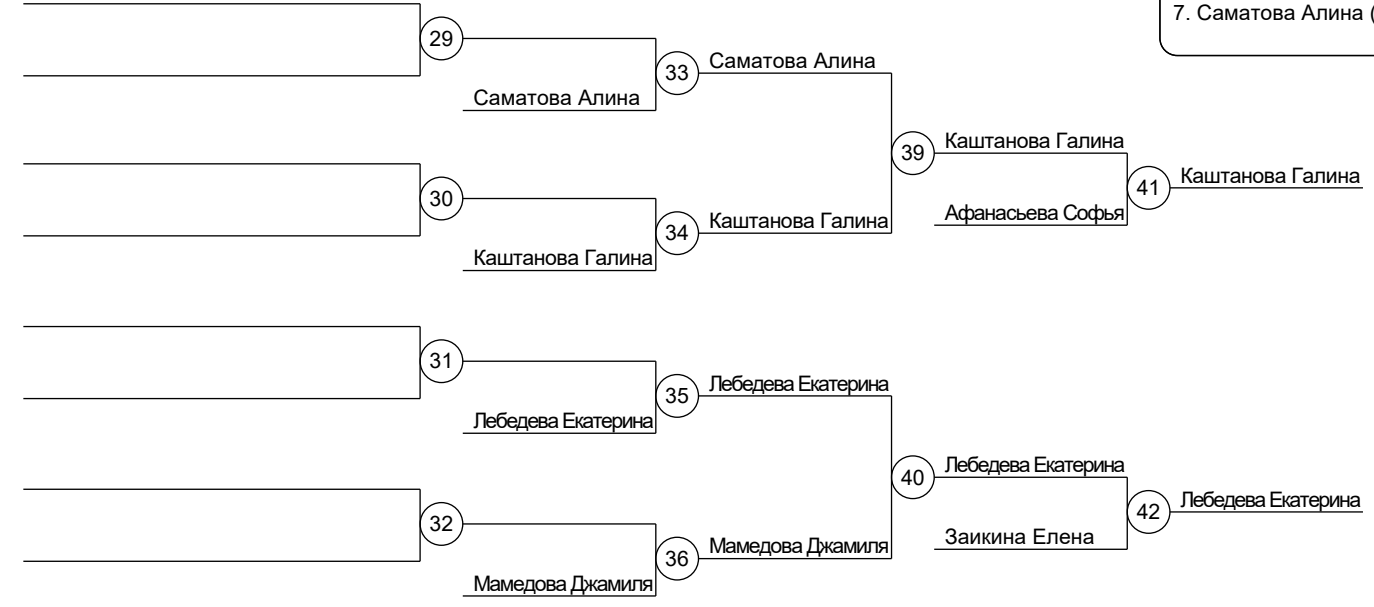 7. Саматова Алина (
29
33
Саматова Алина
Саматова Алина
39
Каштанова Галина
30
34
Каштанова Галина
Каштанова Галина
Афанасьева Софья
41
Каштанова Галина
31
35
Лебедева Екатерина
Лебедева Екатерина
40
Лебедева Екатерина
32
36
Мамедова Джамиля
Мамедова Джамиля
Заикина Елена
42
Лебедева Екатерина